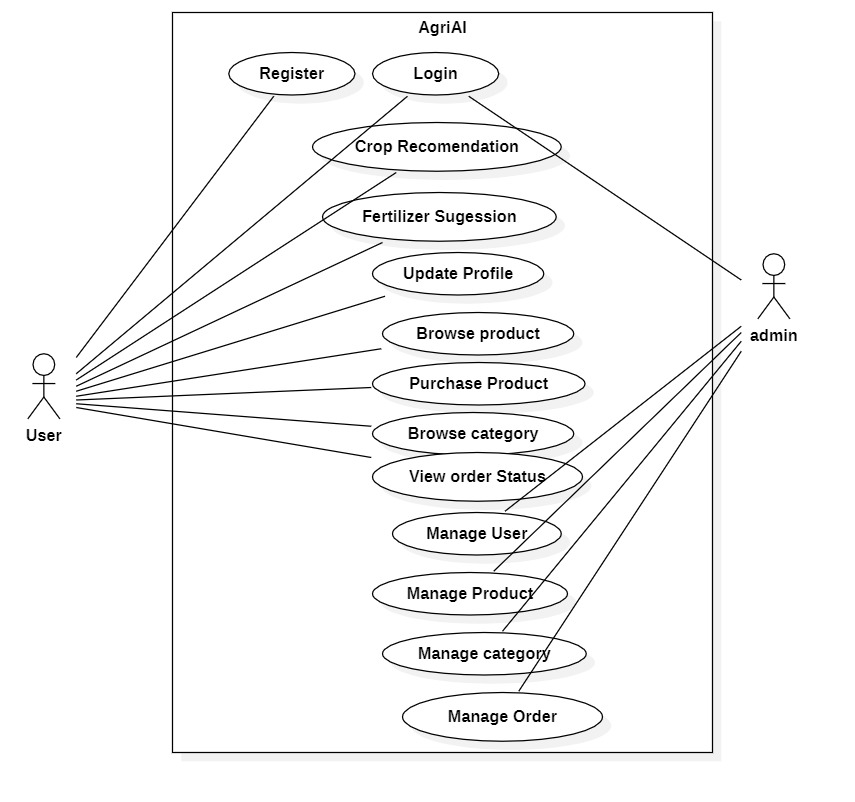 AgriAI
Register
Login
Crop Recomendation
Fertilizer Sugession
Update Profile
Browse product
Purchase Product
Browse category
View order Status
Manage User
Manage Product
Manage category
Manage Order
User
admin